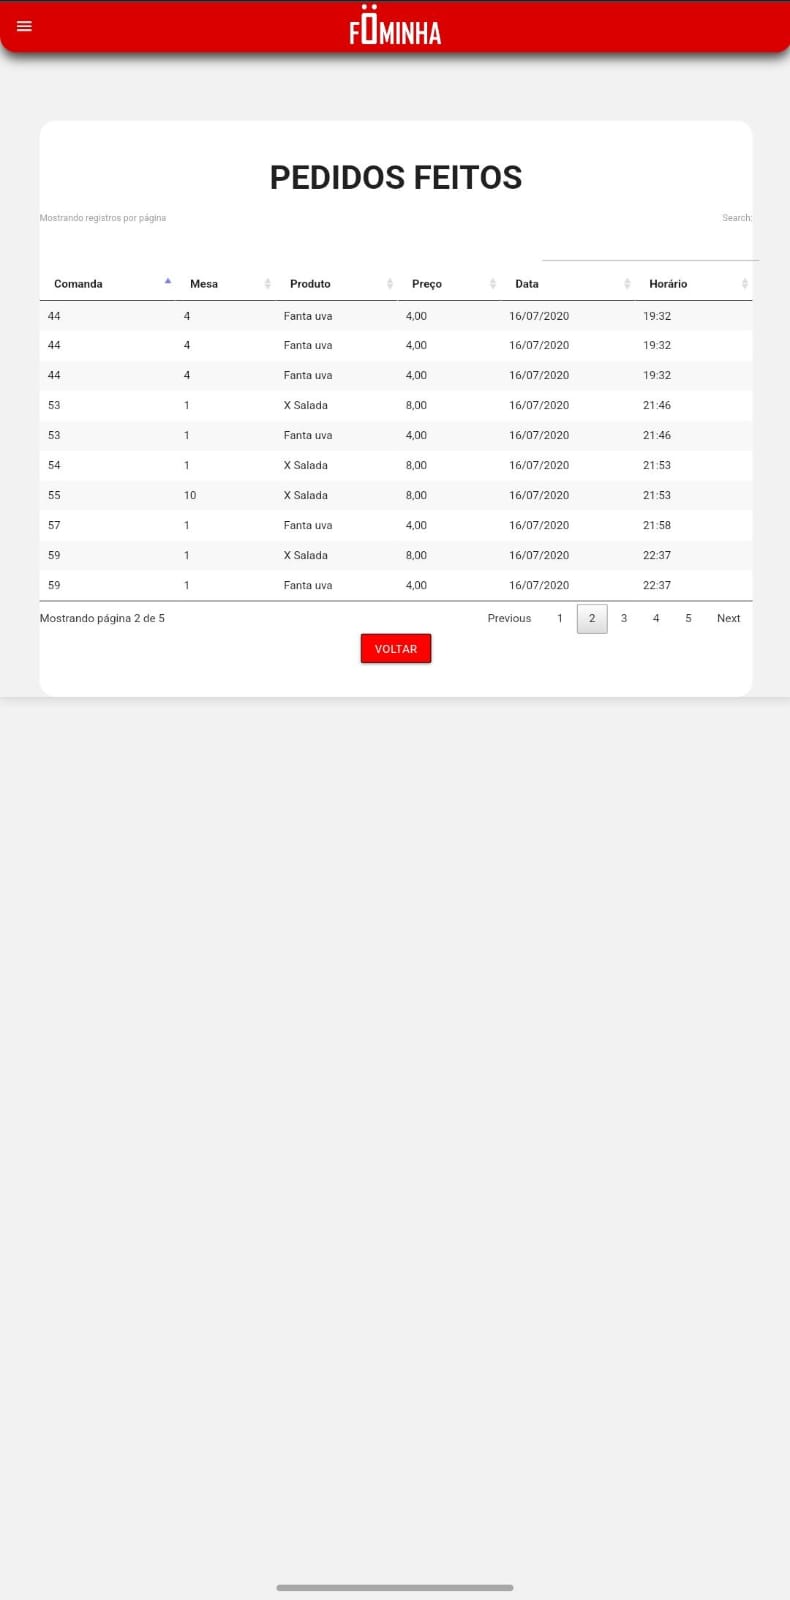 FÖMINHA
PEDIDOS FEITOS
Mostrando registros por página Search:
Comanda Mesa Produto Preço Data Horário
44 4 Fanta uva 4,00 16/07/2020 19:32
44 4 Fanta uva 4,00 16/07/2020 19:32
44 4 Fanta uva 4,00 16/07/2020 19:32
53 1 X Salada 8,00 16/07/2020 21:46
53 1 Fanta uva 4,00 16/07/2020 21:46
54 1 X Salada 8,00 16/07/2020 21:53
55 10 X Salada 8,00 16/07/2020 21:53
57 1 Fanta uva 4,00 16/07/2020 21:58
59 1 X Salada 8,00 16/07/2020 22:37
59 1 Fanta uva 4,00 16/07/2020 22:37
Mostrando página 2 de 5 Previous 1 2 3 4 5 Next
VOLTAR